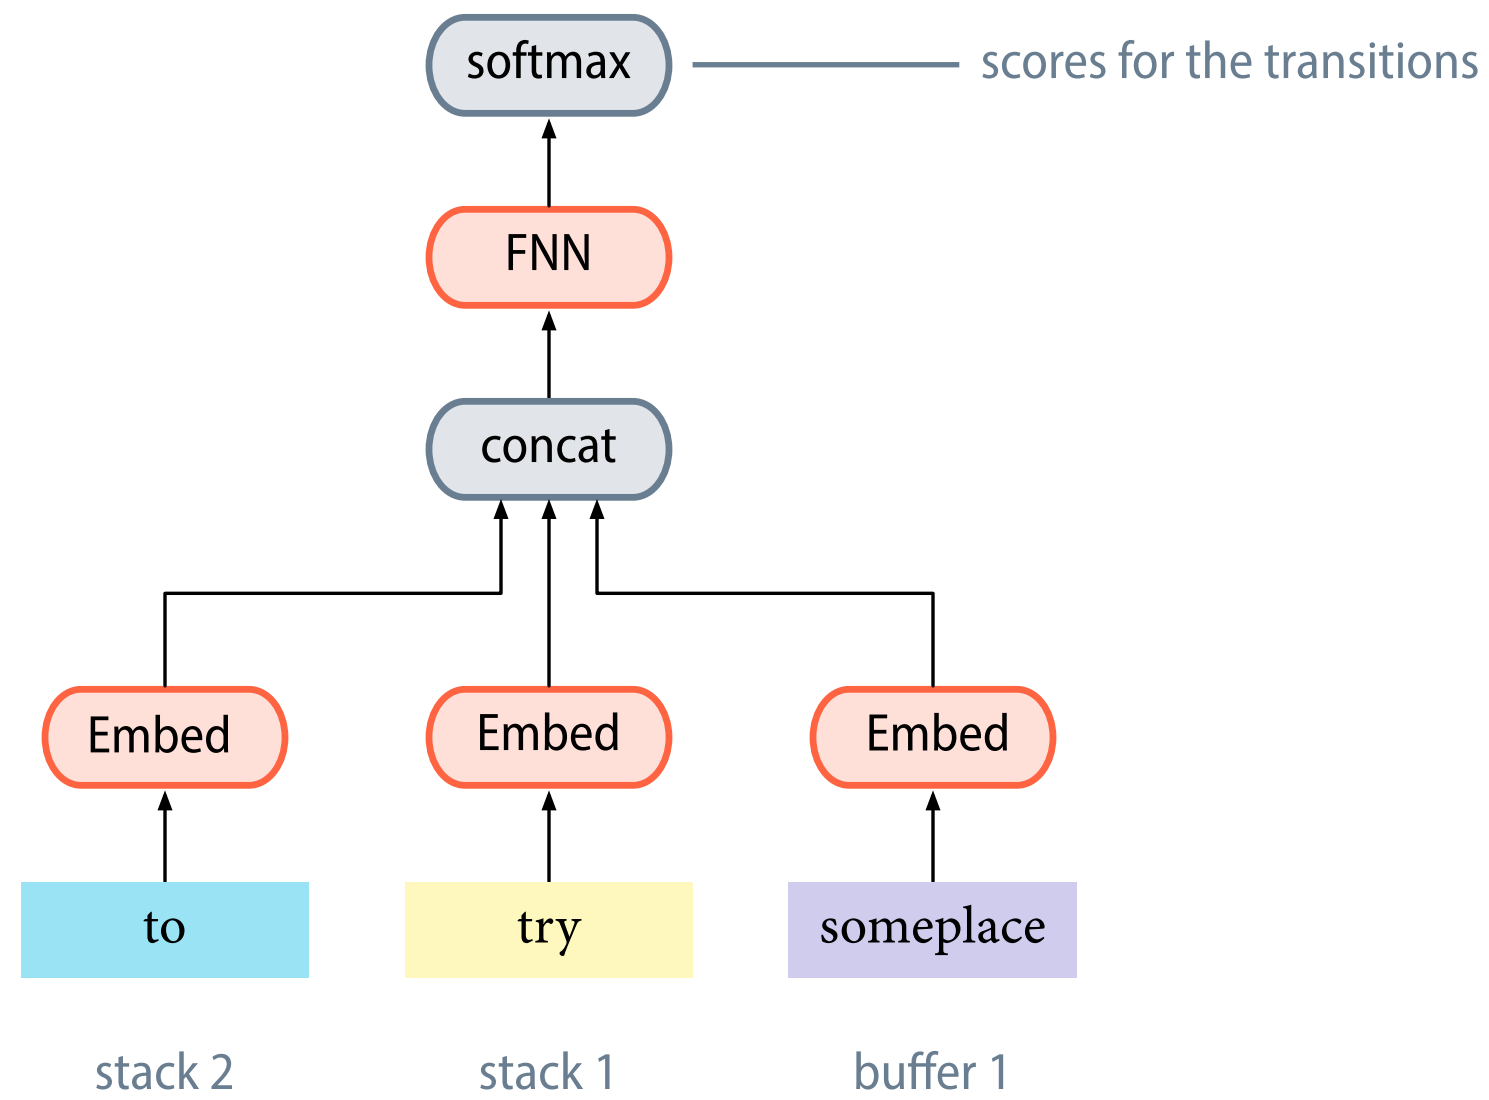 softmax
scores for the transitions
FNN
concat
Embed
Embed
Embed
to
try
someplace
stack 2
stack 1
buffer 1